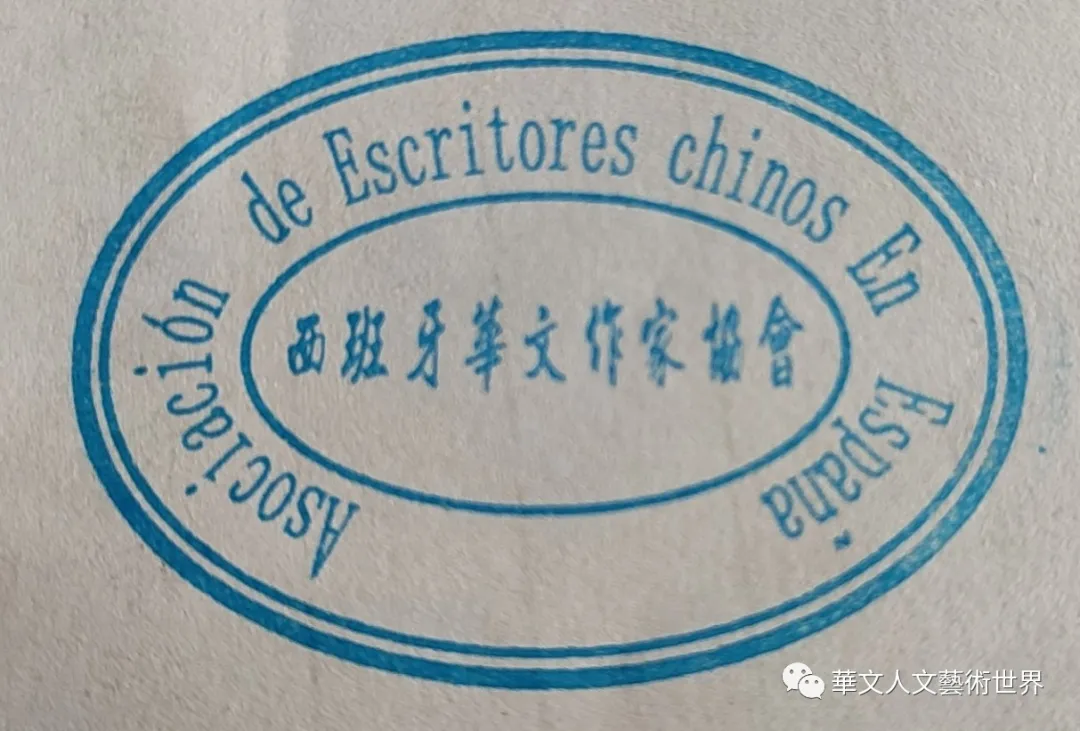 Asociación de Escritores chinos En España
西班牙華文作家協會
華文人文藝術世界